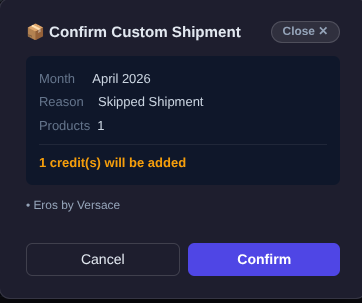 📦 Confirm Custom Shipment
Close ✕
Month April 2026
Reason Skipped Shipment
Products 1
1 credit(s) will be added
• Eros by Versace
Cancel
Confirm